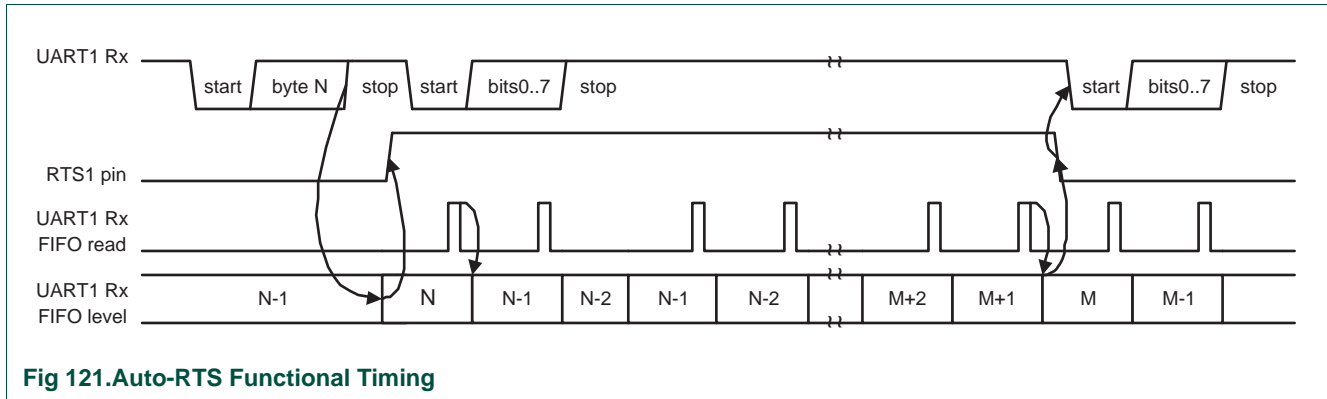 UART1 Rx
start byte N stop start bits0..7 stop start bits0..7 stop
RTS1 pin
UART1 Rx
FIFO read
UART1 Rx
FIFO level
N-1 N N-1 N-2 N-1 N-2 M+2 M+1 M M-1
Fig 121.Auto-RTS Functional Timing